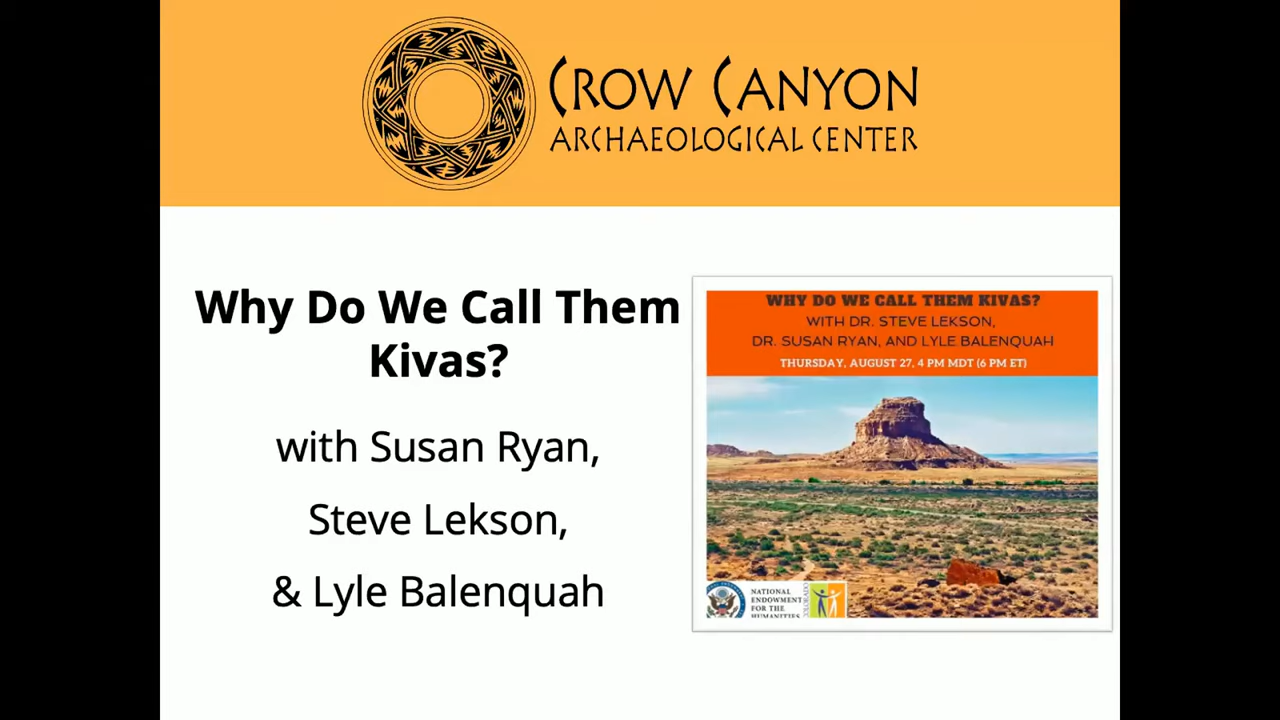 CROW CANYON
ARCHAEOLOGICAL CENTER
Why Do We Call Them
Kivas?
with Susan Ryan,
Steve Lekson,
& Lyle Balenquah
WHY DO WE CALL THEM KIVAS?
WITH DR. STEVE LEKSON,
DR. SUSAN RYAN, AND LYLE BALENQUAH
THURSDAY, AUGUST 27, 4 PM MDT (6 PM ET)
NATIONAL
ENDOWMENT
FOR THE
HUMANITIES
COLORADO